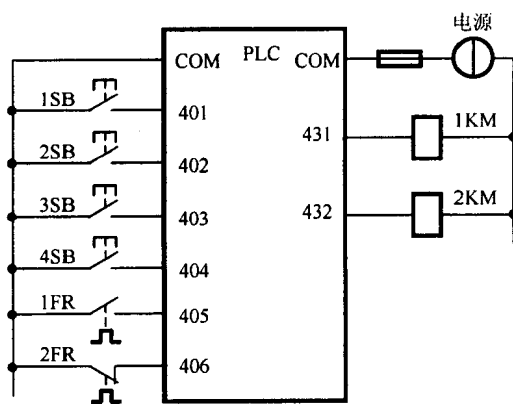 电源
COM PLC COM
1SB 401
431 1KM
2SB 402
3SB 403
432 2KM
4SB 404
1FR 405
2FR 406